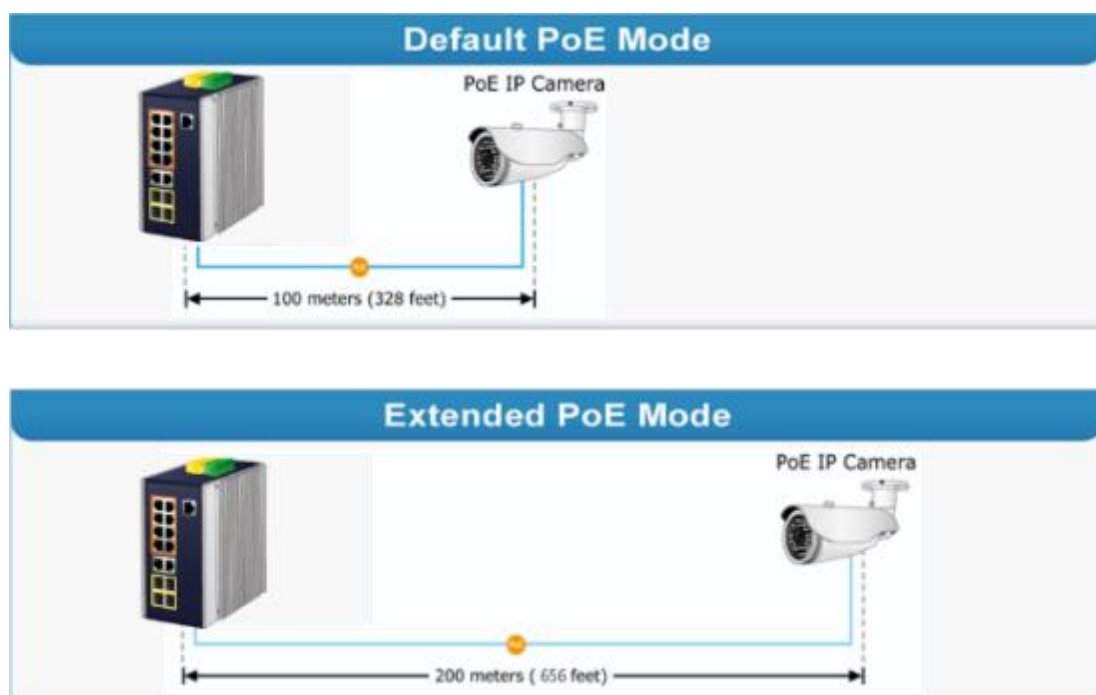 Default PoE Mode
PoE IP Camera
100 meters (328 feet)
Extended PoE Mode
PoE IP Camera
200 meters ( 656 feet)